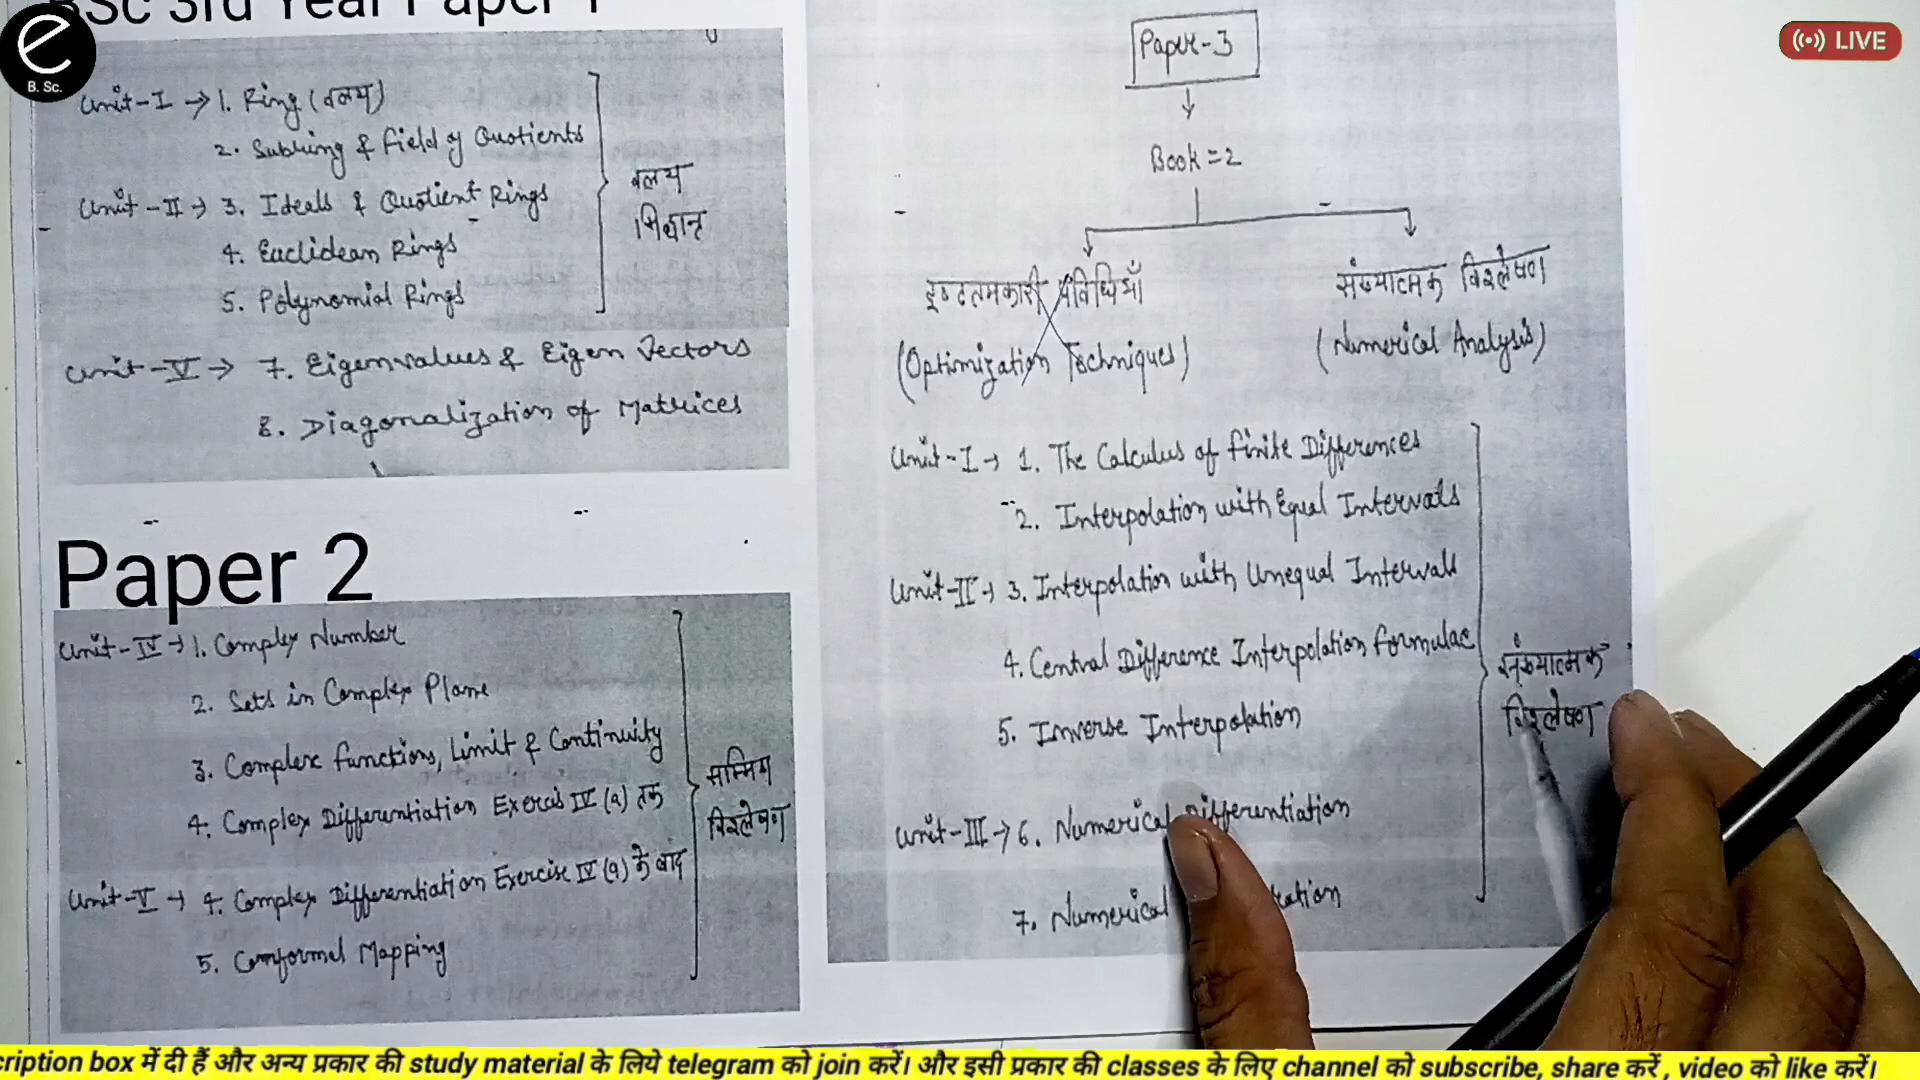 BSc 3rd Year Paper 1
B. Sc.
Unit-I → 1. Ring (वलय)
2. Subring & Field of Quotients
Unit-II → 3. Ideals & Quotient Rings
4. Euclidean Rings
5. Polynomial Rings
वलय
सिद्धान्त
Unit-V → 7. Eigenvalues & Eigen Vectors
8. Diagonalization of Matrices
Paper 2
Unit-IV → 1. Complex Number
2. Sets in Complex Plane
3. Complex Functions, Limit & Continuity
4. Complex Differentiation Exercis IV (a) तक
Unit-V → 4. Complex Differentiation Exercise IV (a) के बाद
5. Conformal Mapping
सम्मिश्र
विश्लेषण
Paper-3
Book = 2
इष्टतमकारी प्रविधियाँ
(Optimization Techniques)
संख्यात्मक विश्लेषण
(Numerical Analysis)
Unit-I → 1. The Calculus of Finite Differences
2. Interpolation with Equal Intervals
Unit-II → 3. Interpolation with Unequal Intervals
4. Central Difference Interpolation Formulae
5. Inverse Interpolation
Unit-III → 6. Numerical Differentiation
7. Numerical
संख्यात्मक
विश्लेषण
LIVE
cription box में दी हैं और अन्य प्रकार की study material के लिये telegram को join करें। और इसी प्रकार की classes के लिए channel को subscribe, share करें , video को like करें।